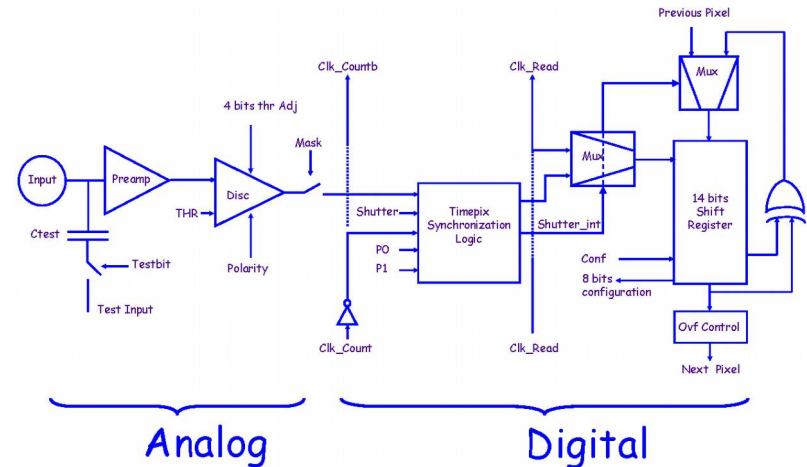 Previous Pixel
Clk_Countb
Clk_Read
Mux
4 bits thr Adj
Mask
Input
Preamp
Disc
Mux
14 bits
Shift
Register
Timepix
Synchronization
Logic
THR
Shutter
Shutter_int
Ctest
Testbit
Polarity
P0
P1
Conf
8 bits
configuration
Test Input
Clk_Count
Clk_Read
Ovf Control
Next Pixel
Analog
Digital